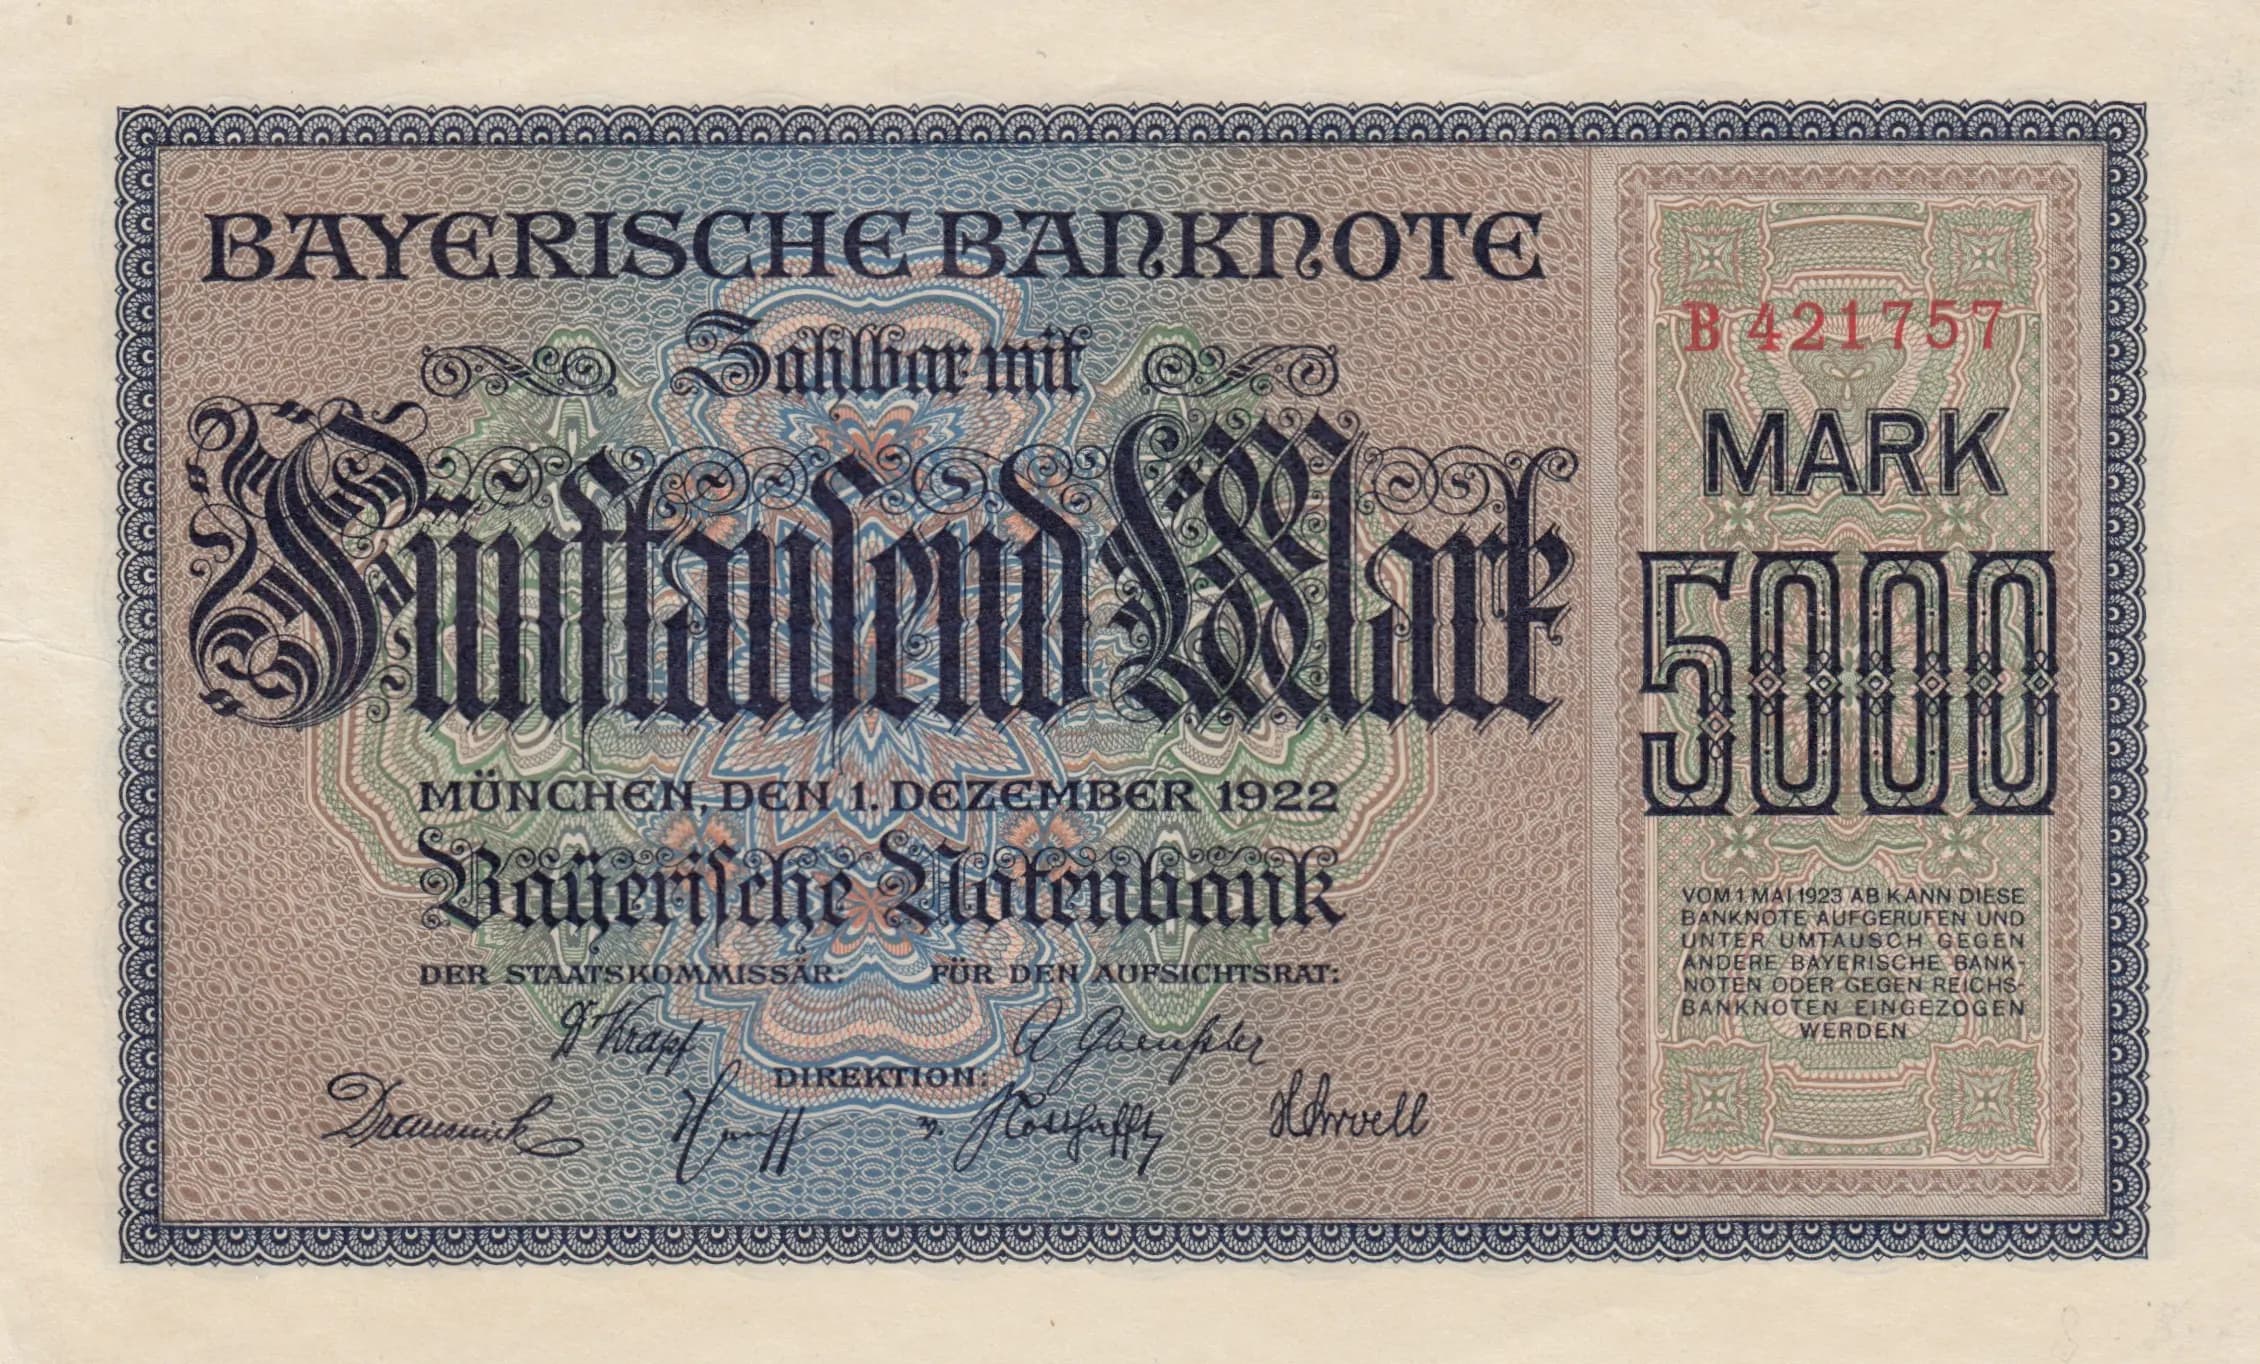 BAYERISCHE BANKNOTE
Zahlbar mit
Fünftausend Mark
MÜNCHEN, DEN 1. DEZEMBER 1922
Bayerische Notenbank
DER STAATSKOMMISSÄR: FÜR DEN AUFSICHTSRAT:
Dr Krapf
DIREKTION:
B 421757
MARK
5000
VOM 1. MAI 1923 AB KANN DIESE
BANKNOTE AUFGERUFEN UND
UNTER UMTAUSCH GEGEN
ANDERE BAYERISCHE BANK-
NOTEN ODER GEGEN REICHS-
BANKNOTEN EINGEZOGEN
WERDEN